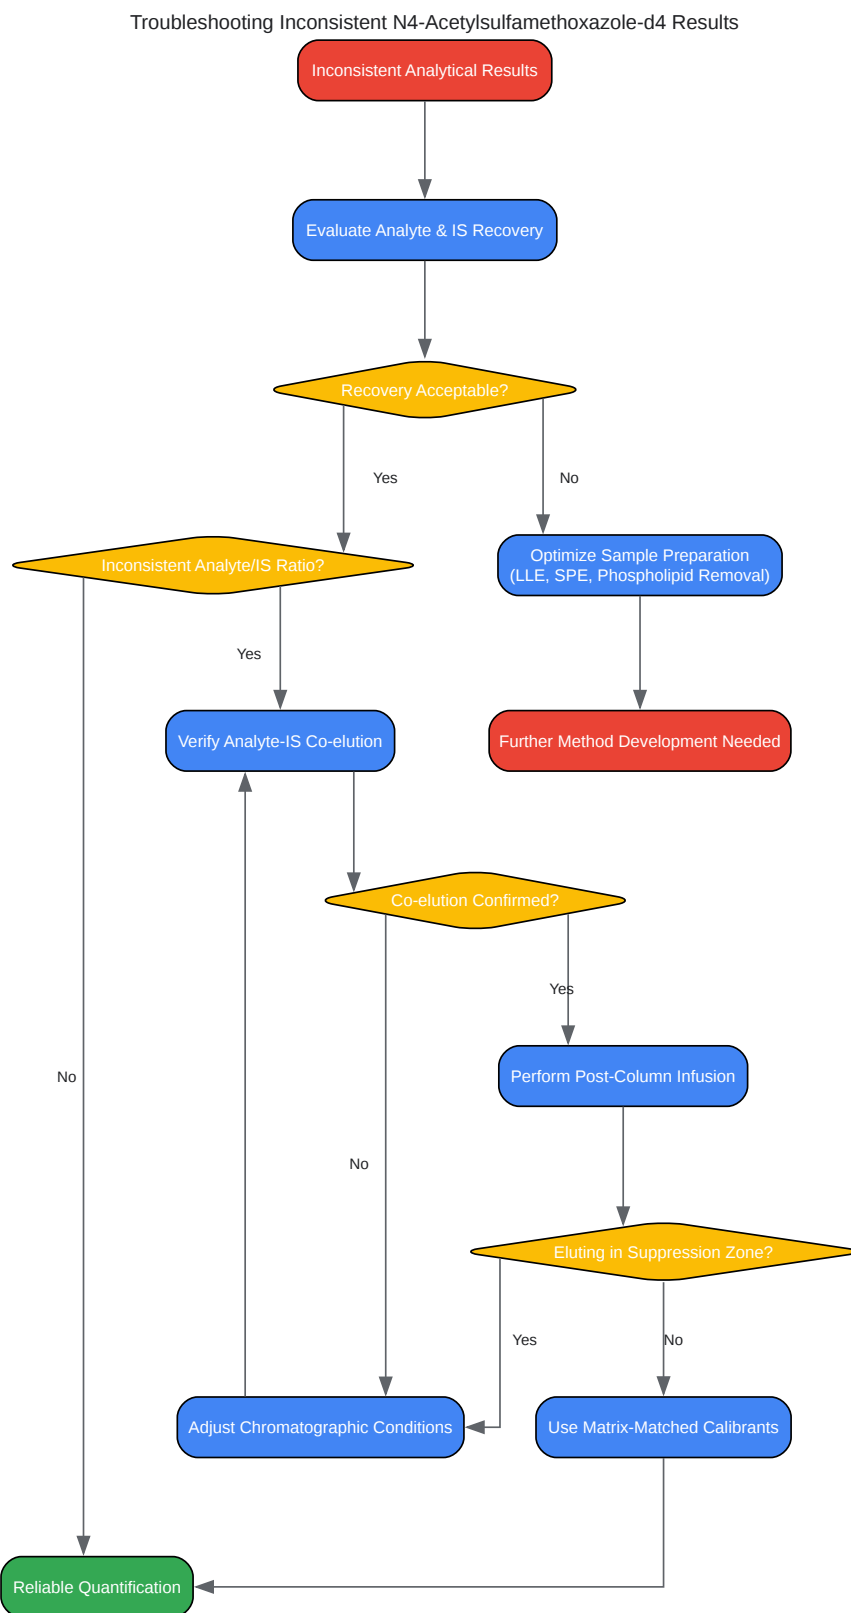 Troubleshooting Inconsistent N4-Acetylsulfamethoxazole-d4 Results
Inconsistent Analytical Results
Evaluate Analyte & IS Recovery
Recovery Acceptable?
Yes
No
Inconsistent Analyte/IS Ratio?
Optimize Sample Preparation
(LLE, SPE, Phospholipid Removal)
Yes
Verify Analyte-IS Co-elution
Further Method Development Needed
Co-elution Confirmed?
Yes
Perform Post-Column Infusion
No
No
Eluting in Suppression Zone?
Yes
No
Adjust Chromatographic Conditions
Use Matrix-Matched Calibrants
Reliable Quantification